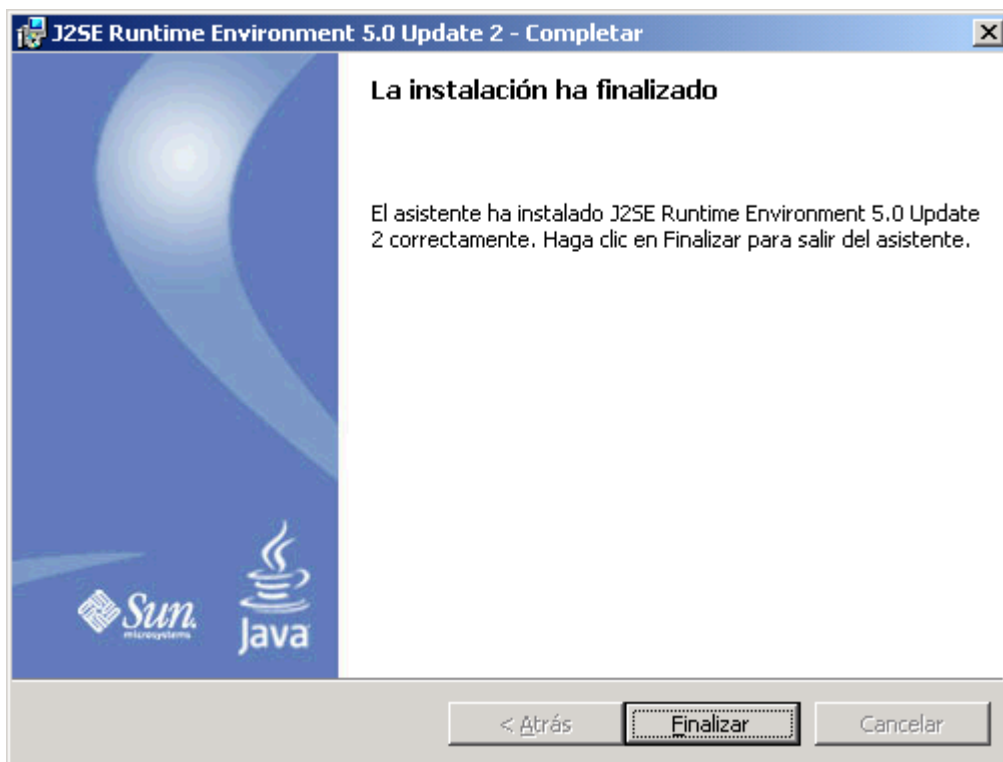 J2SE Runtime Environment 5.0 Update 2 - Completar
La instalación ha finalizado
El asistente ha instalado J2SE Runtime Environment 5.0 Update
2 correctamente. Haga clic en Finalizar para salir del asistente.
Sun
microsystems
Java
< Atrás
Finalizar
Cancelar